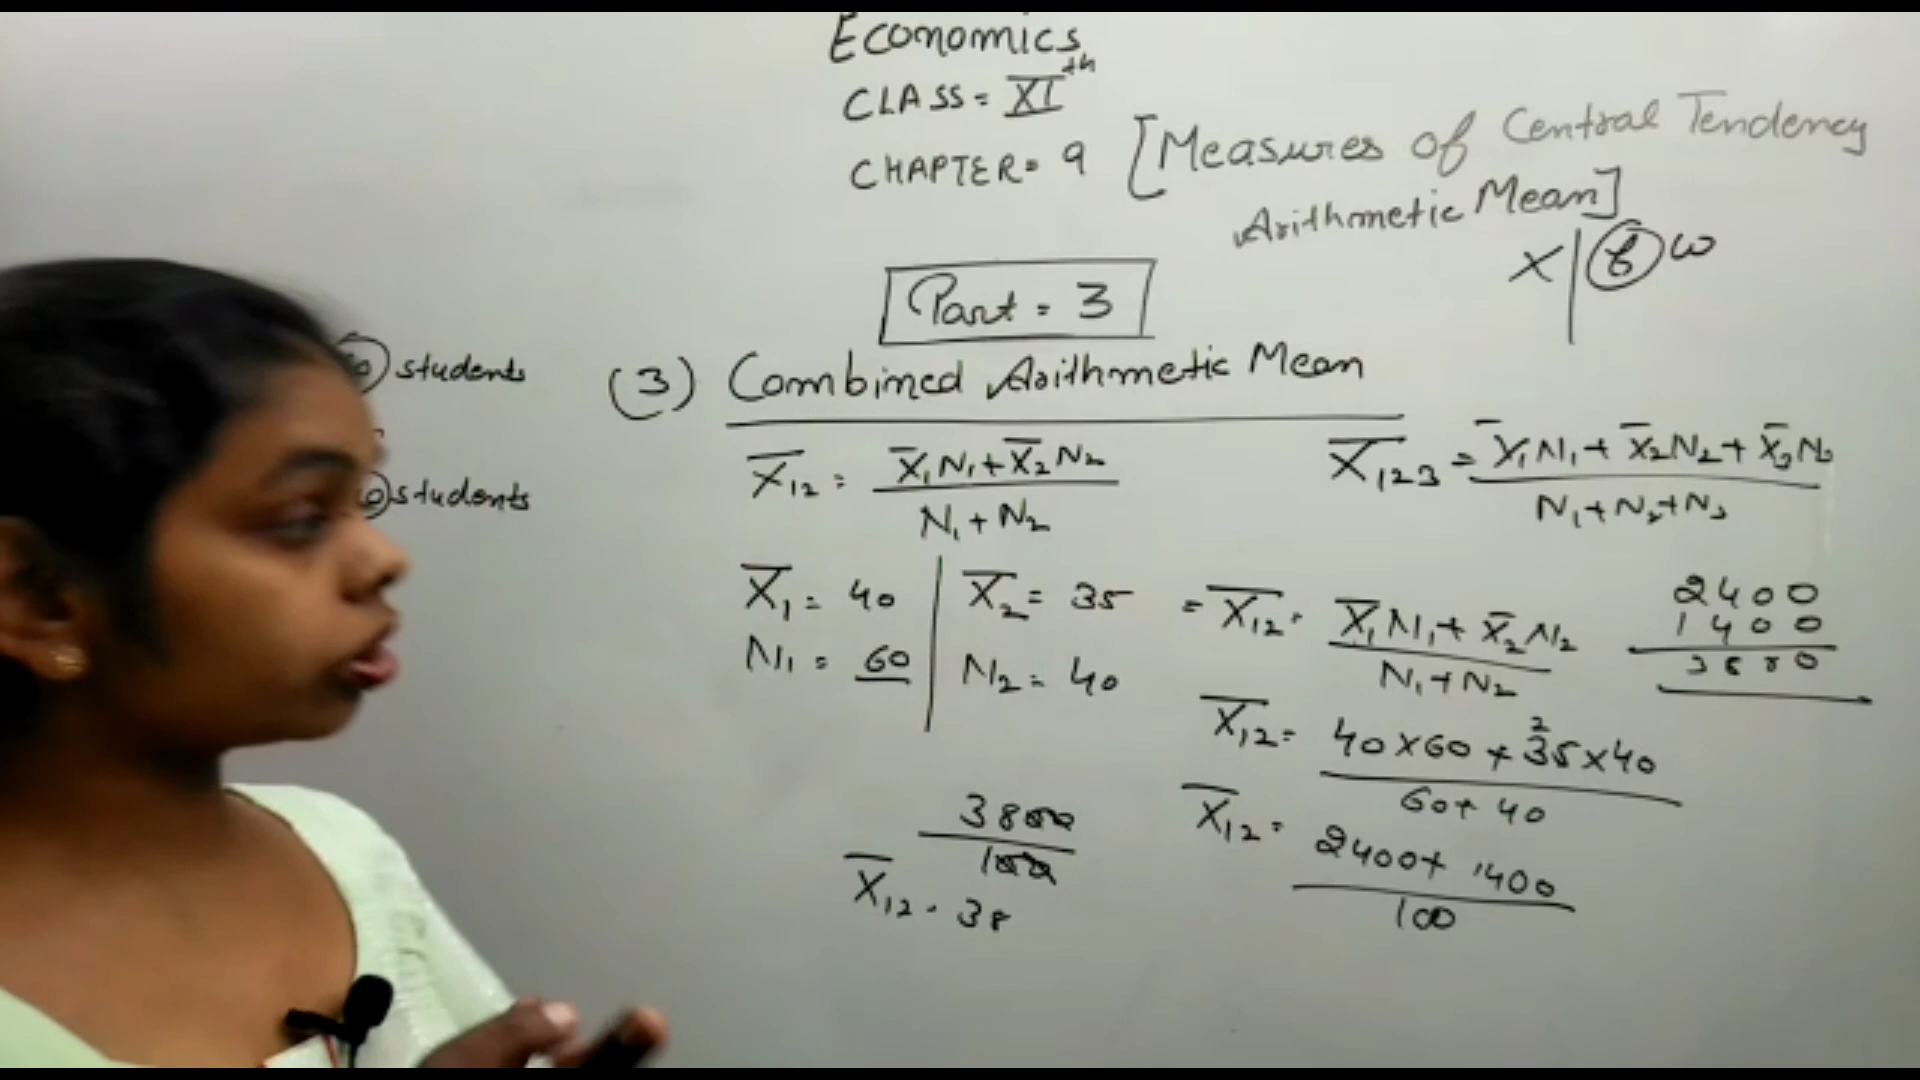 Economics
CLASS = XIth
CHAPTER = 9 [Measures of Central Tendency
Arithmetic Mean]
X | f w
Part = 3
students
students
(3) Combined Arithmetic Mean
X̄₁₂ = (X̄₁N₁ + X̄₂N₂) / (N₁ + N₂)
X̄₁₂₃ = (X̄₁N₁ + X̄₂N₂ + X̄₃N₃) / (N₁ + N₂ + N₃)
X̄₁ = 40 | X̄₂ = 35
N₁ = 60 | N₂ = 40
= X̄₁₂ = (X̄₁N₁ + X̄₂N₂) / (N₁ + N₂)
2400
1400
3800
X̄₁₂ = (40 × 60 + ²35 × 40) / (60 + 40)
X̄₁₂ = (2400 + 1400) / 100
3800 / 100
X̄₁₂ = 38